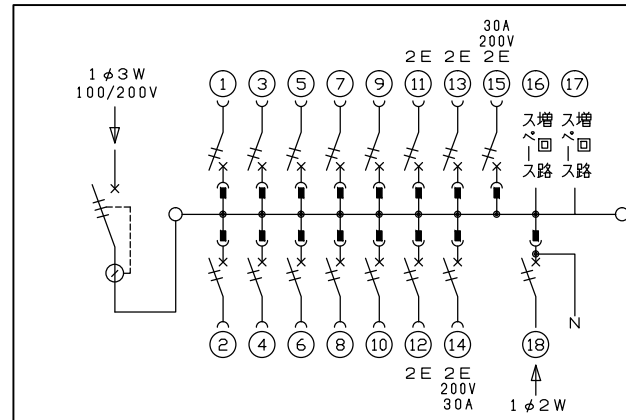 30A
200V
2E 2E 2E
1φ3W
100/200V
① ③ ⑤ ⑦ ⑨ ⑪ ⑬ ⑮ ⑯ ⑰
増回路
スペース
増回路
スペース
② ④ ⑥ ⑧ ⑩ ⑫ ⑭ ⑱
N
2E 2E
200V
30A
1φ2W